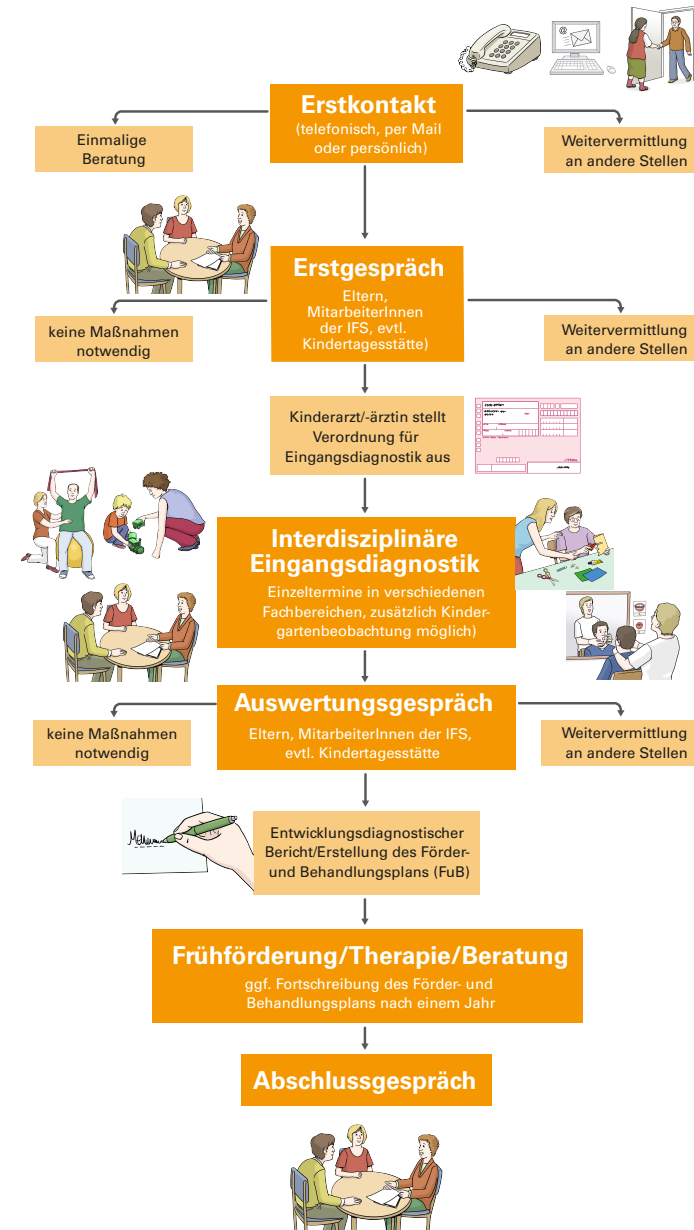 Erstkontakt
(telefonisch, per Mail
oder persönlich)
Einmalige
Beratung
Weitervermittlung
an andere Stellen
Erstgespräch
Eltern,
MitarbeiterInnen
der IFS, evtl.
Kindertagesstätte)
keine Maßnahmen
notwendig
Weitervermittlung
an andere Stellen
Kinderarzt/-ärztin stellt
Verordnung für
Eingangsdiagnostik aus
Interdisziplinäre
Eingangsdiagnostik
Einzeltermine in verschiedenen
Fachbereichen, zusätzlich Kinder-
gartenbeobachtung möglich)
Auswertungsgespräch
Eltern, MitarbeiterInnen der IFS,
evtl. Kindertagesstätte
keine Maßnahmen
notwendig
Weitervermittlung
an andere Stellen
Entwicklungsdiagnostischer
Bericht/Erstellung des Förder-
und Behandlungsplans (FuB)
Frühförderung/Therapie/Beratung
ggf. Fortschreibung des Förder- und
Behandlungsplans nach einem Jahr
Abschlussgespräch